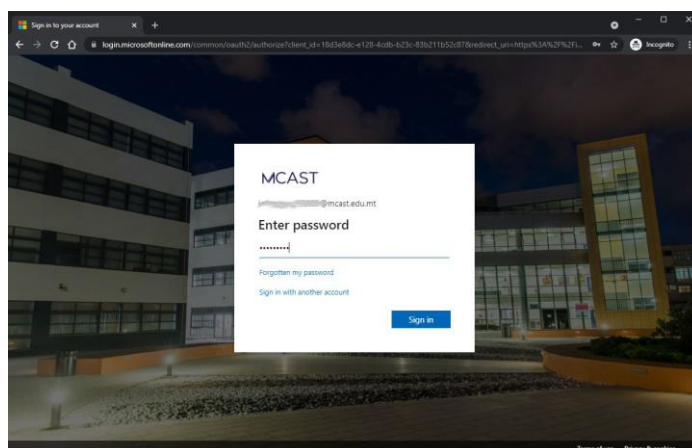 Sign in to your account
login.microsoftonline.com/common/oauth2/authorize?client_id=18d3e8dc-e128-4cdb-b23c-83b211b52c87&redirect_uri=https%3A%2F%2Fi...
Incognito
MCAST
@mcast.edu.mt
Enter password
Forgotten my password
Sign in with another account
Sign in
Terms of use Privacy & cookies